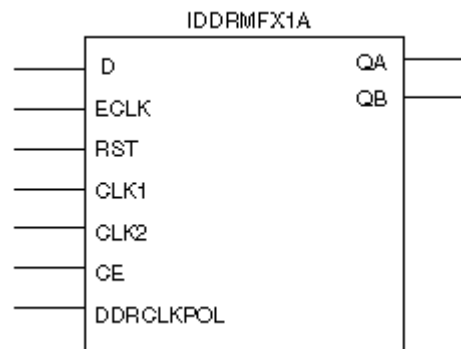 IDDRMFX1A
D
QA
ECLK
QB
RST
CLK1
CLK2
CE
DDRCLKPOL